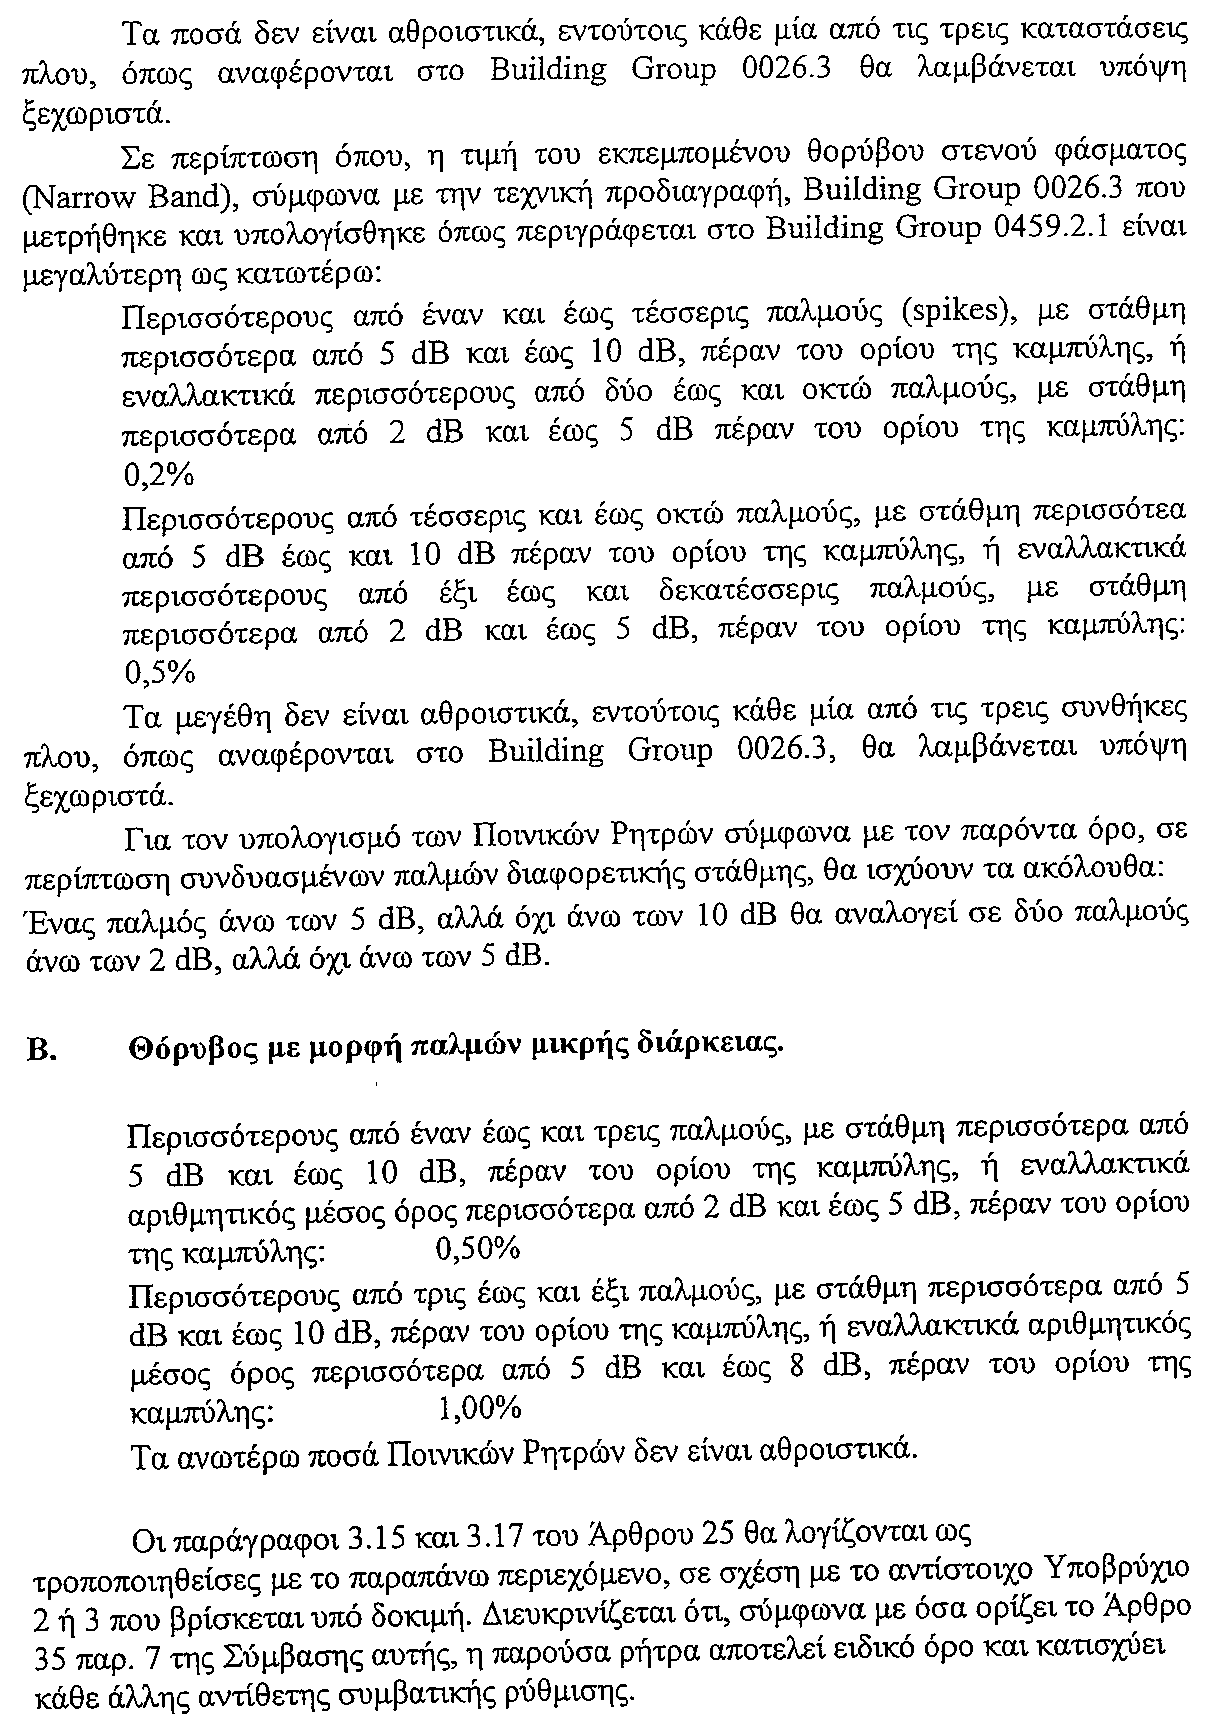 Τα ποσά δεν είναι αθροιστικά, εντούτοις κάθε μία από τις τρεις καταστάσεις
πλου, όπως αναφέρονται στο Building Group 0026.3 θα λαμβάνεται υπόψη
ξεχωριστά.
Σε περίπτωση όπου, η τιμή του εκπεμπομένου θορύβου στενού φάσματος
(Narrow Band), σύμφωνα με την τεχνική προδιαγραφή, Building Group 0026.3 που
μετρήθηκε και υπολογίσθηκε όπως περιγράφεται στο Building Group 0459.2.1 είναι
μεγαλύτερη ως κατωτέρω:
Περισσότερους από έναν και έως τέσσερις παλμούς (spikes), με στάθμη
περισσότερα από 5 dB και έως 10 dB, πέραν του ορίου της καμπύλης, ή
εναλλακτικά περισσότερους από δύο έως και οκτώ παλμούς, με στάθμη
περισσότερα από 2 dB και έως 5 dB πέραν του ορίου της καμπύλης:
0,2%
Περισσότερους από τέσσερις και έως οκτώ παλμούς, με στάθμη περισσότεα
από 5 dB έως και 10 dB πέραν του ορίου της καμπύλης, ή εναλλακτικά
περισσότερους από έξι έως και δεκατέσσερις παλμούς, με στάθμη
περισσότερα από 2 dB και έως 5 dB, πέραν του ορίου της καμπύλης:
0,5%
Τα μεγέθη δεν είναι αθροιστικά, εντούτοις κάθε μία από τις τρεις συνθήκες
πλου, όπως αναφέρονται στο Building Group 0026.3, θα λαμβάνεται υπόψη
ξεχωριστά.
Για τον υπολογισμό των Ποινικών Ρητρών σύμφωνα με τον παρόντα όρο, σε
περίπτωση συνδυασμένων παλμών διαφορετικής στάθμης, θα ισχύουν τα ακόλουθα:
Ένας παλμός άνω των 5 dB, αλλά όχι άνω των 10 dB θα αναλογεί σε δύο παλμούς
άνω των 2 dB, αλλά όχι άνω των 5 dB.
Β. Θόρυβος με μορφή παλμών μικρής διάρκειας.
Περισσότερους από έναν έως και τρεις παλμούς, με στάθμη περισσότερα από
5 dB και έως 10 dB, πέραν του ορίου της καμπύλης, ή εναλλακτικά
αριθμητικός μέσος όρος περισσότερα από 2 dB και έως 5 dB, πέραν του ορίου
της καμπύλης: 0,50%
Περισσότερους από τρις έως και έξι παλμούς, με στάθμη περισσότερα από 5
dB και έως 10 dB, πέραν του ορίου της καμπύλης, ή εναλλακτικά αριθμητικός
μέσος όρος περισσότερα από 5 dB και έως 8 dB, πέραν του ορίου της
καμπύλης: 1,00%
Τα ανωτέρω ποσά Ποινικών Ρητρών δεν είναι αθροιστικά.
Οι παράγραφοι 3.15 και 3.17 του Άρθρου 25 θα λογίζονται ως
τροποποιηθείσες με το παραπάνω περιεχόμενο, σε σχέση με το αντίστοιχο Υποβρύχιο
2 ή 3 που βρίσκεται υπό δοκιμή. Διευκρινίζεται ότι, σύμφωνα με όσα ορίζει το Άρθρο
35 παρ. 7 της Σύμβασης αυτής, η παρούσα ρήτρα αποτελεί ειδικό όρο και κατισχύει
κάθε άλλης αντίθετης συμβατικής ρύθμισης.